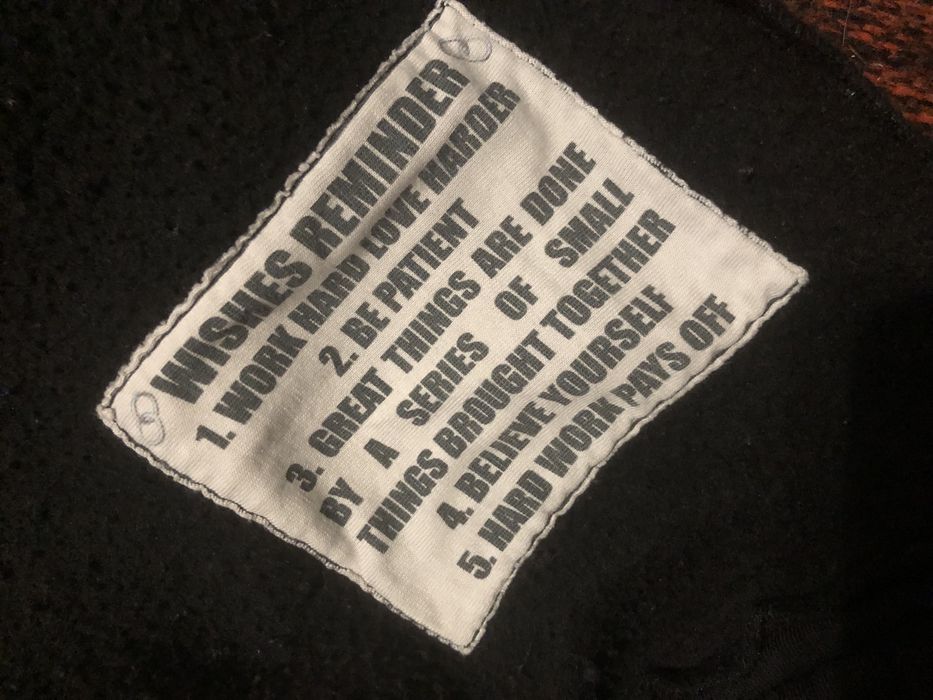 WISHES REMINDER
1. WORK HARD LOVE HARDER
2. BE PATIENT
3. GREAT THINGS ARE DONE
BY A SERIES OF SMALL
THINGS BROUGHT TOGETHER
4. BELIEVE YOURSELF
5. HARD WORK PAYS OFF